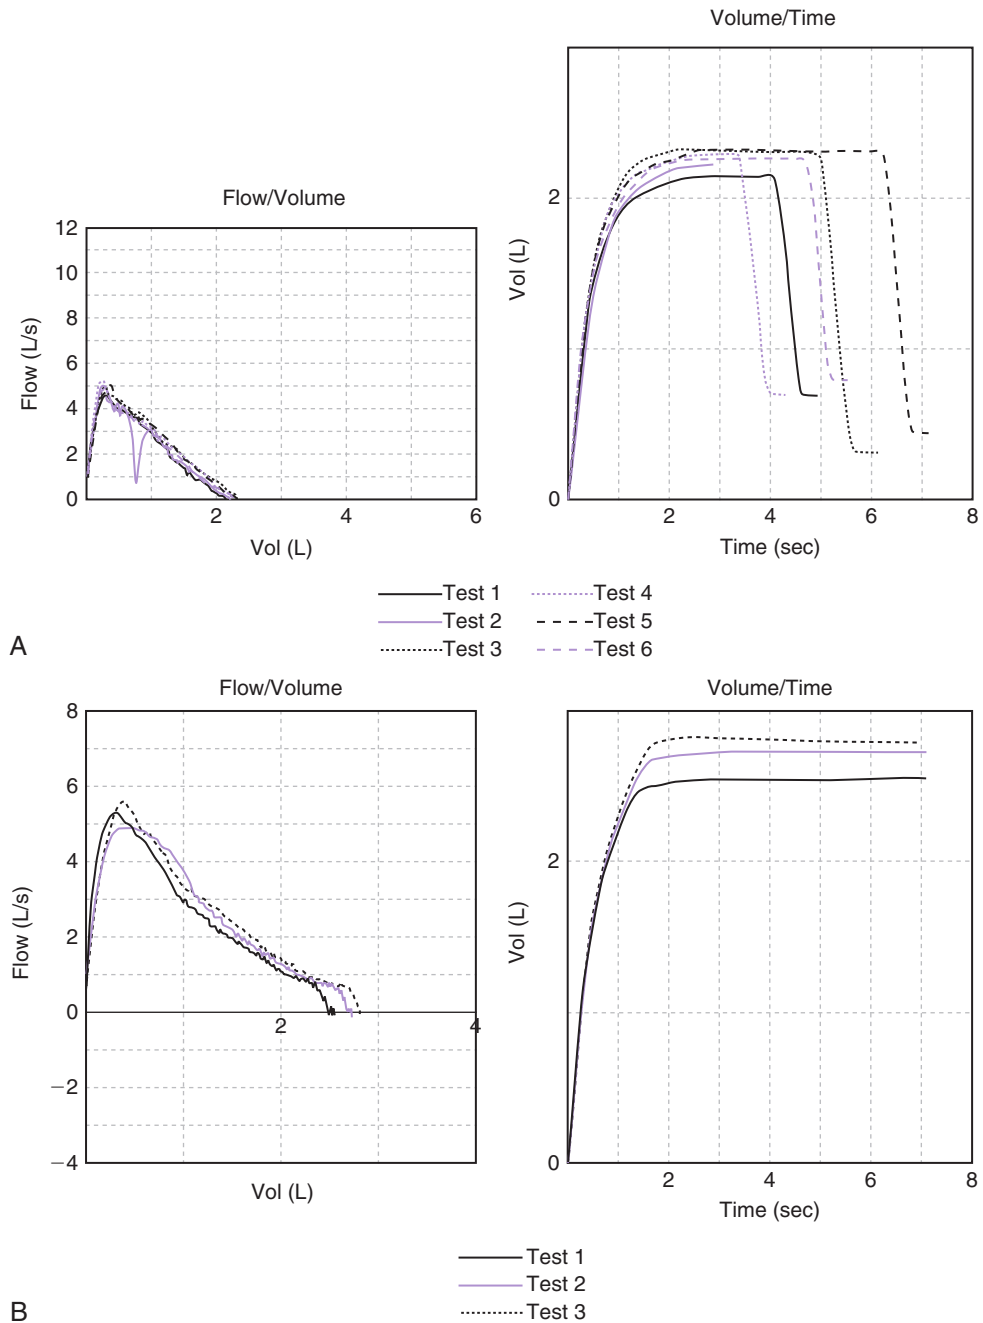 Volume/Time
2
Vol (L)
0
2
4
6
8
Time (sec)
Flow/Volume
12
10
8
6
4
2
0
Flow (L/s)
2
4
6
Vol (L)
Test 1
Test 4
Test 2
Test 5
Test 3
Test 6
A
Flow/Volume
8
6
4
2
0
−2
−4
Flow (L/s)
2
4
Vol (L)
Volume/Time
2
Vol (L)
0
2
4
6
8
Time (sec)
Test 1
Test 2
Test 3
B